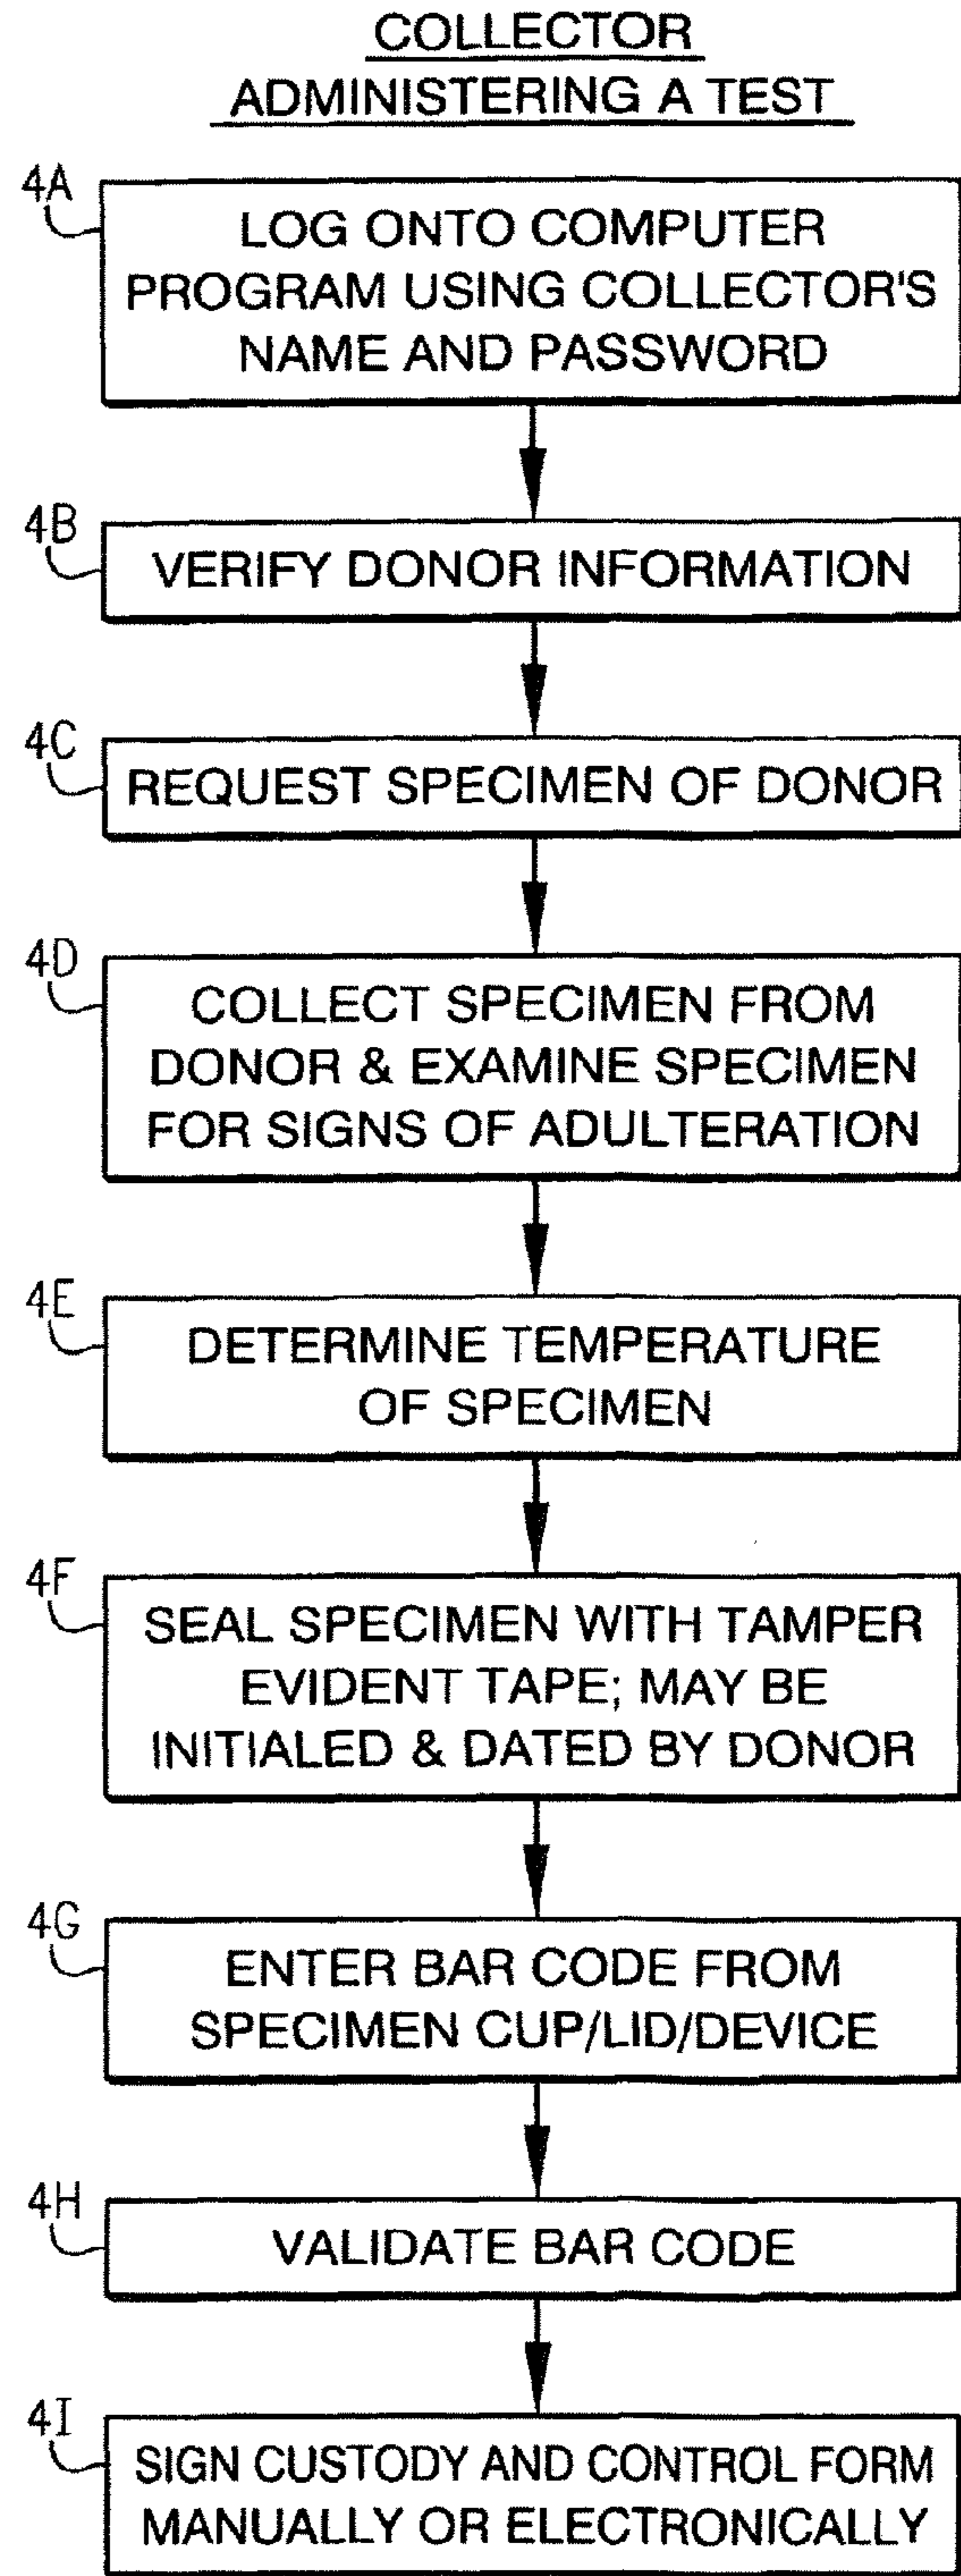 COLLECTOR
ADMINISTERING A TEST
4A
LOG ONTO COMPUTER
PROGRAM USING COLLECTOR'S
NAME AND PASSWORD
4B
VERIFY DONOR INFORMATION
4C
REQUEST SPECIMEN OF DONOR
4D
COLLECT SPECIMEN FROM
DONOR & EXAMINE SPECIMEN
FOR SIGNS OF ADULTERATION
4E
DETERMINE TEMPERATURE
OF SPECIMEN
4F
SEAL SPECIMEN WITH TAMPER
EVIDENT TAPE; MAY BE
INITIALED & DATED BY DONOR
4G
ENTER BAR CODE FROM
SPECIMEN CUP/LID/DEVICE
4H
VALIDATE BAR CODE
4I
SIGN CUSTODY AND CONTROL FORM
MANUALLY OR ELECTRONICALLY